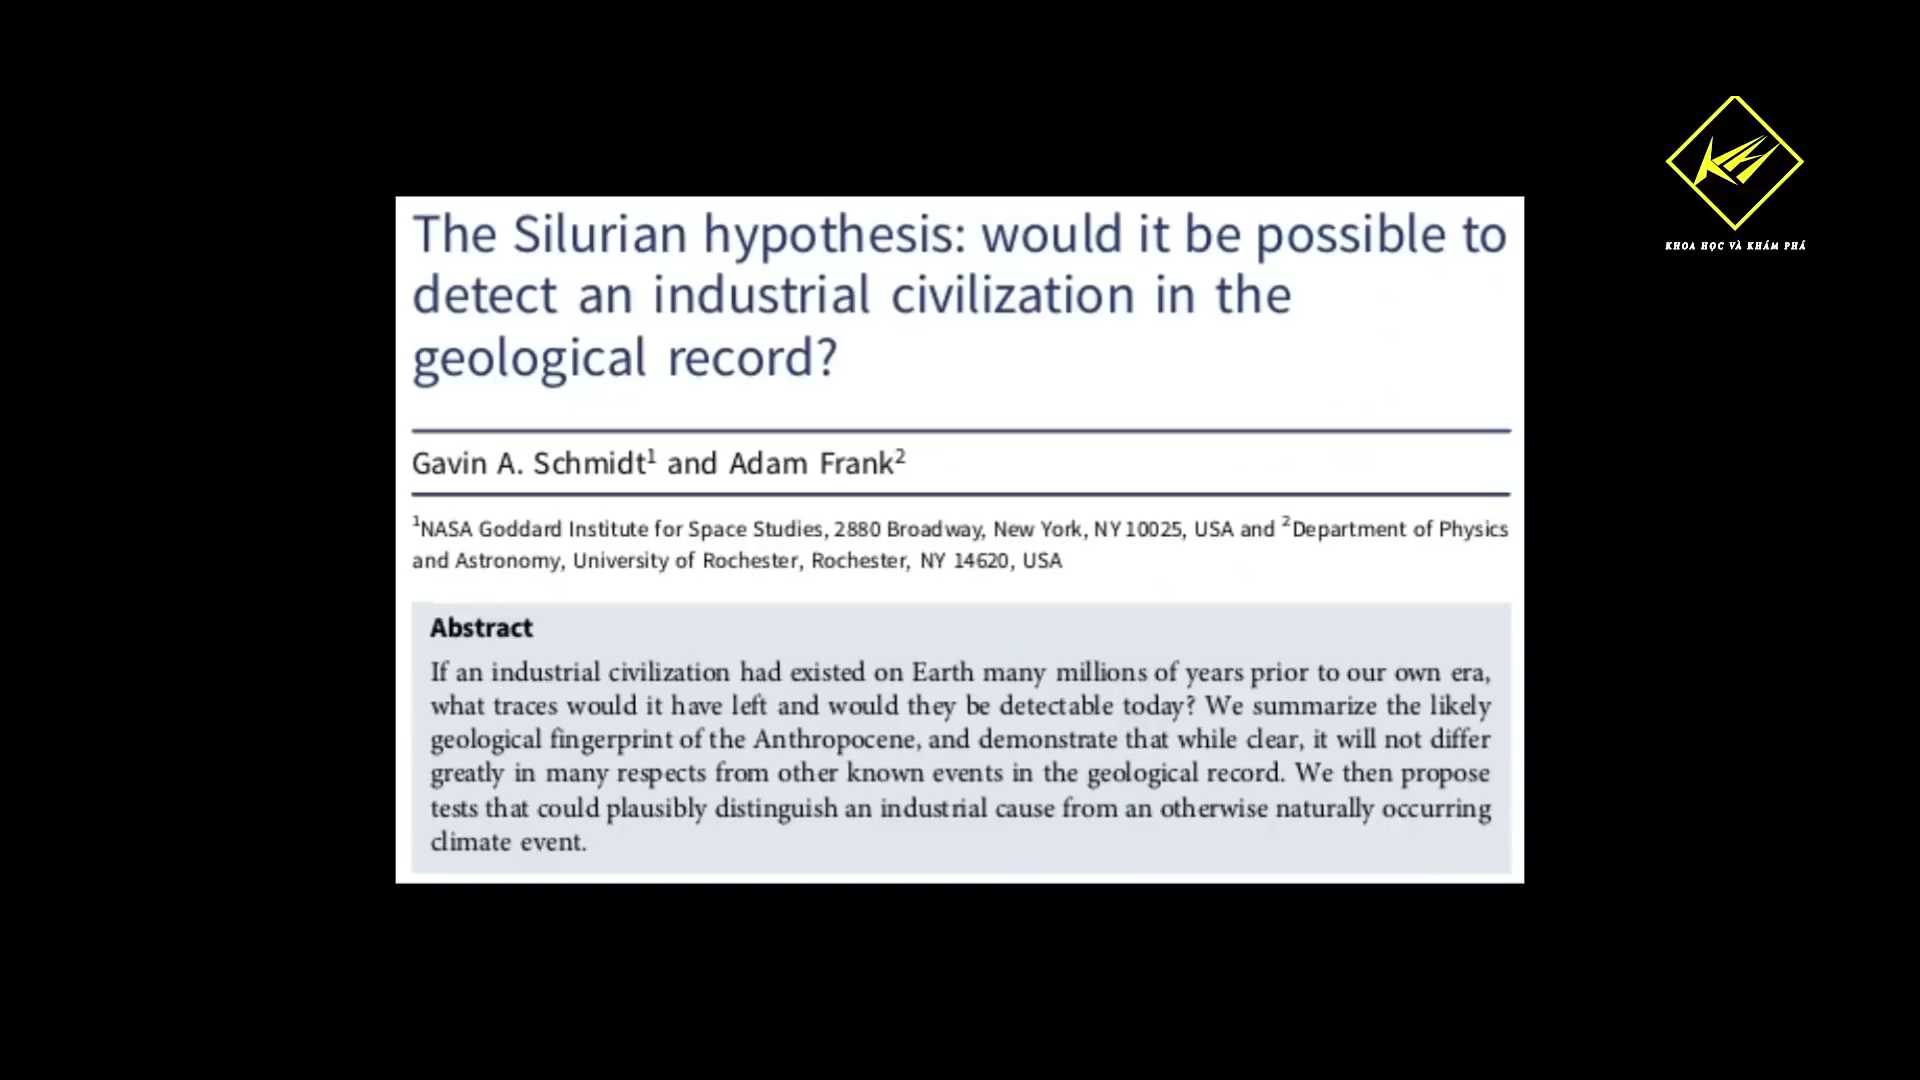 The Silurian hypothesis: would it be possible to
detect an industrial civilization in the
geological record?
Gavin A. Schmidt1 and Adam Frank2
1NASA Goddard Institute for Space Studies, 2880 Broadway, New York, NY 10025, USA and 2Department of Physics
and Astronomy, University of Rochester, Rochester, NY 14620, USA
Abstract
If an industrial civilization had existed on Earth many millions of years prior to our own era,
what traces would it have left and would they be detectable today? We summarize the likely
geological fingerprint of the Anthropocene, and demonstrate that while clear, it will not differ
greatly in many respects from other known events in the geological record. We then propose
tests that could plausibly distinguish an industrial cause from an otherwise naturally occurring
climate event.
KM
KHOA HỌC VÀ KHÁM PHÁ